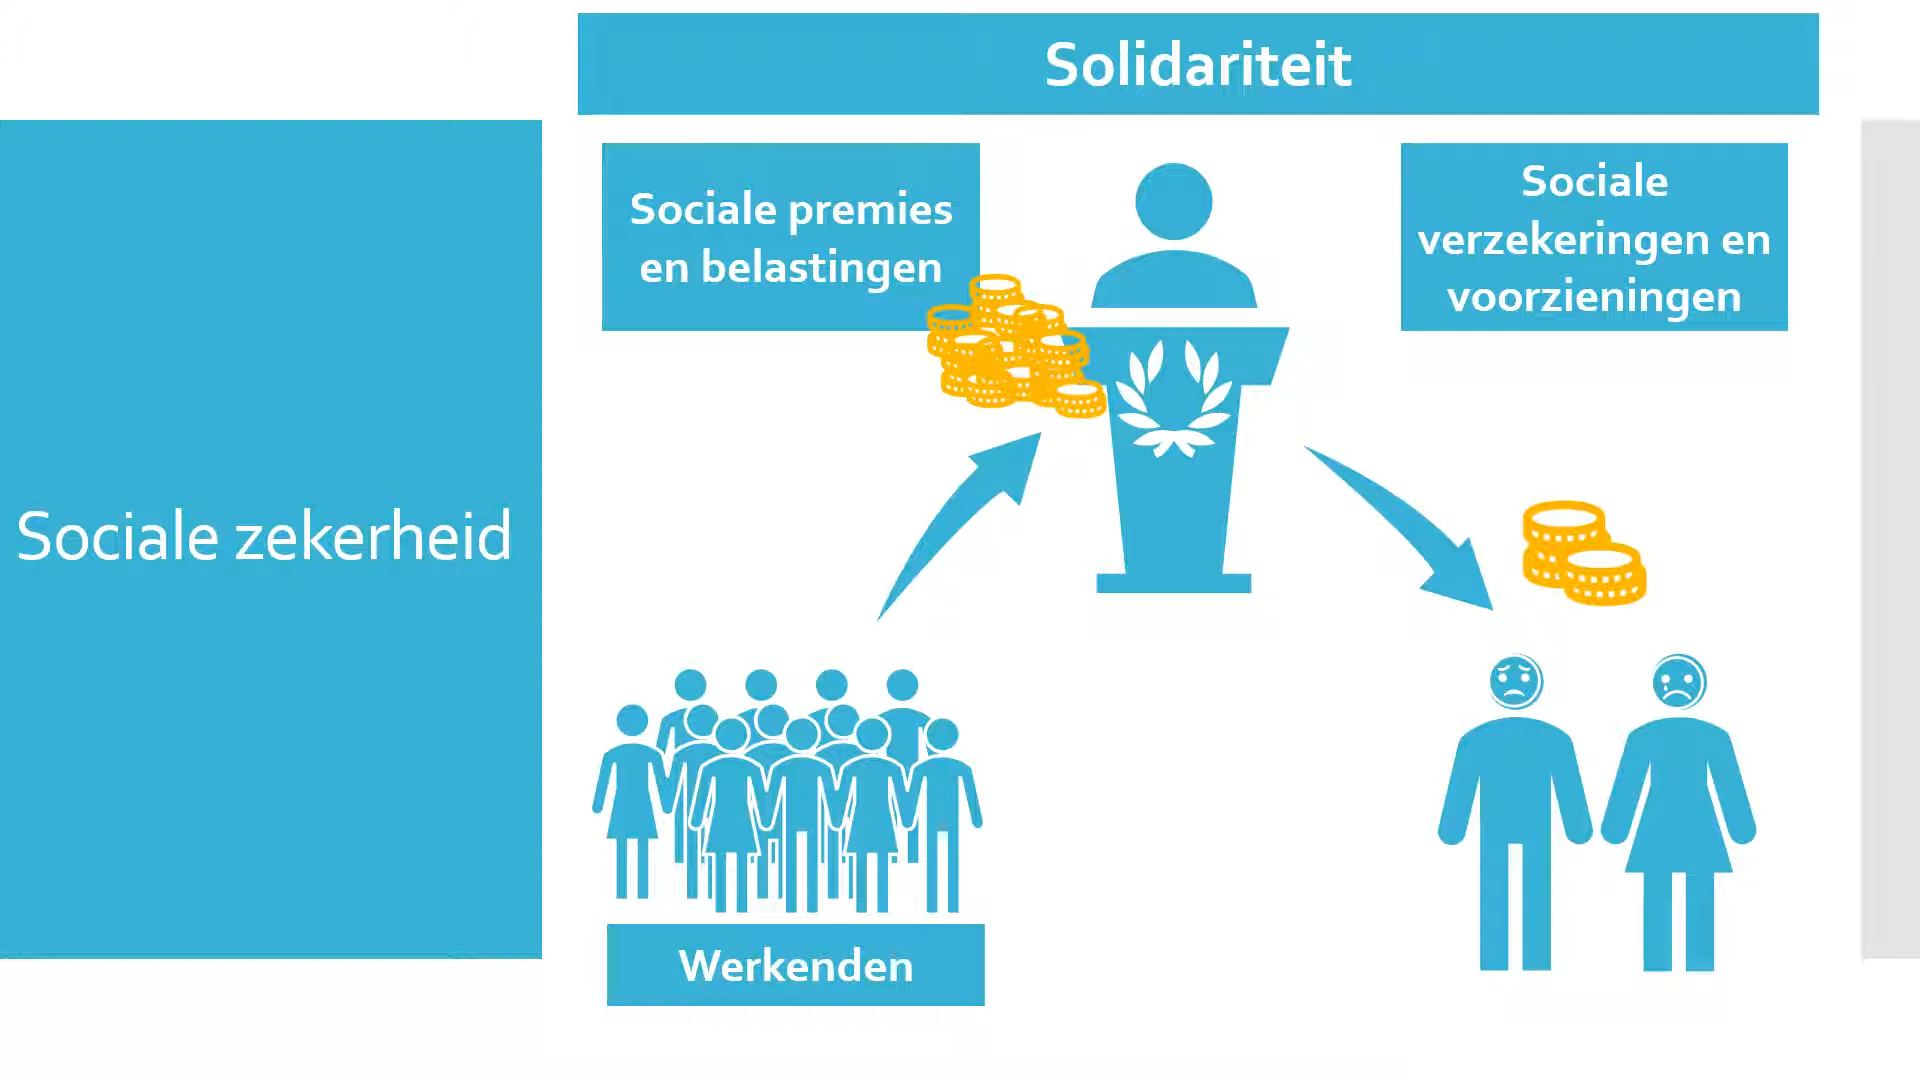 Solidariteit
Sociale premies
en belastingen
Sociale
verzekeringen en
voorzieningen
Sociale zekerheid
Werkenden